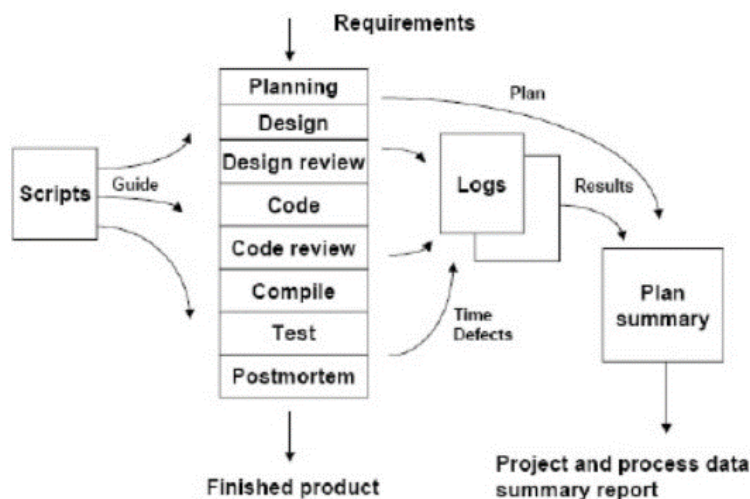 Requirements
Planning
Plan
Design
Design review
Scripts
Guide
Logs
Results
Code
Code review
Compile
Plan
summary
Time
Defects
Test
Postmortem
Finished product
Project and process data
summary report